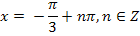 x = −π/3 + nπ, n ∈ Z